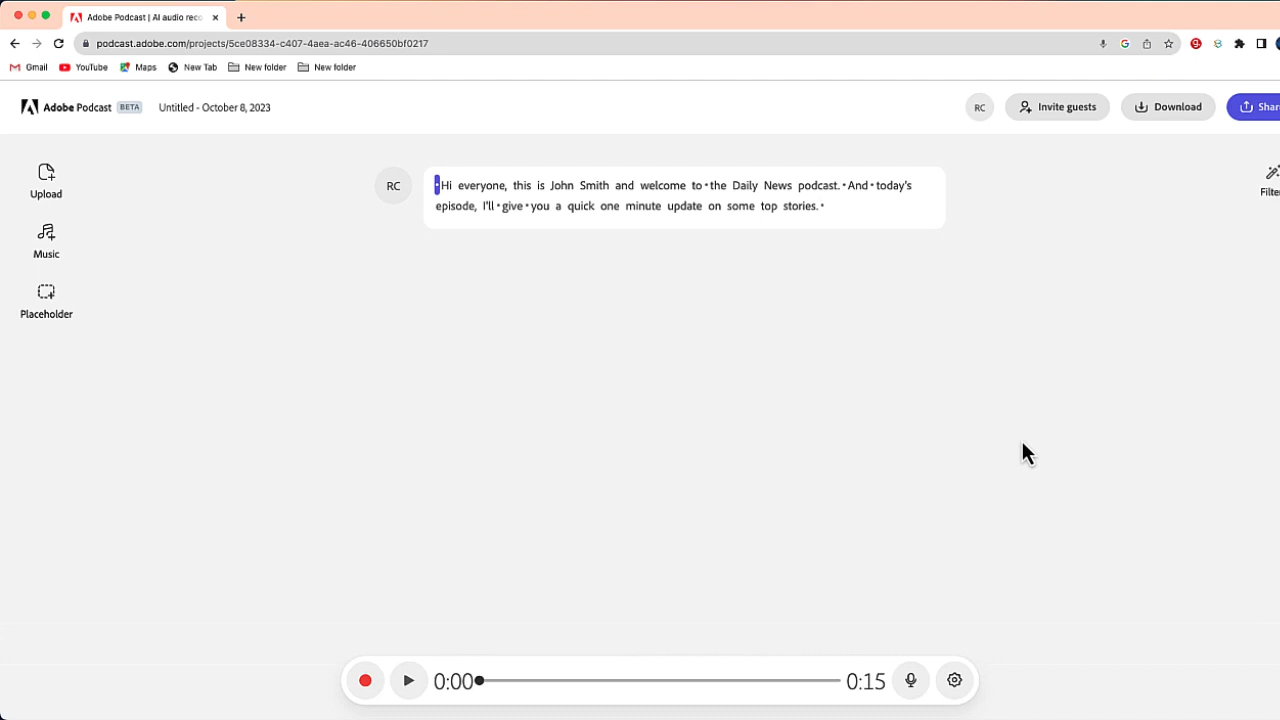 Adobe Podcast | AI audio reco
podcast.adobe.com/projects/5ce08334-c407-4aea-ac46-406650bf0217
Gmail YouTube Maps New Tab New folder New folder
Adobe Podcast BETA Untitled - October 8, 2023 RC Invite guests Download Shar
Upload
Music
Placeholder
RC
Hi everyone, this is John Smith and welcome to • the Daily News podcast. • And • today's
episode, I'll • give • you a quick one minute update on some top stories. •
Filter
0:00 0:15